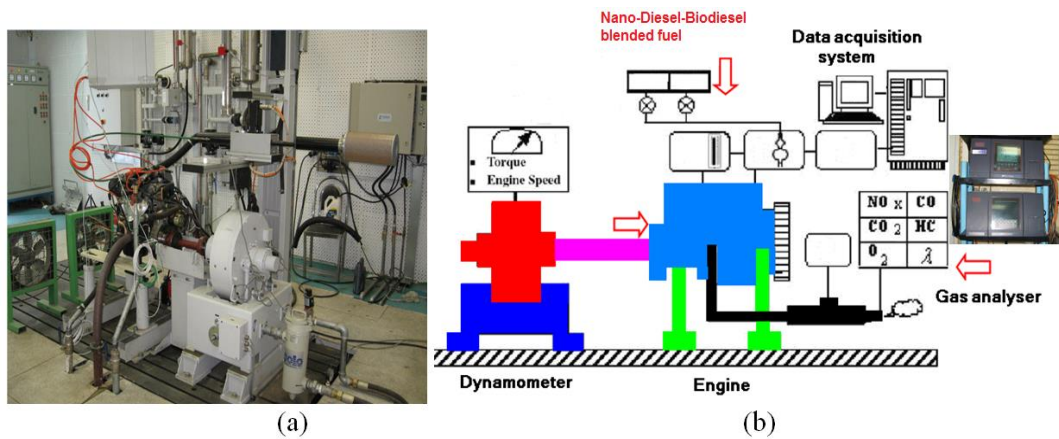 Nano-Diesel-Biodiesel
blended fuel
Data acquisition
system
Torque
Engine Speed
NO x CO
CO 2 HC
O 2 λ
Gas analyser
Dynamometer
Engine
(a)
(b)